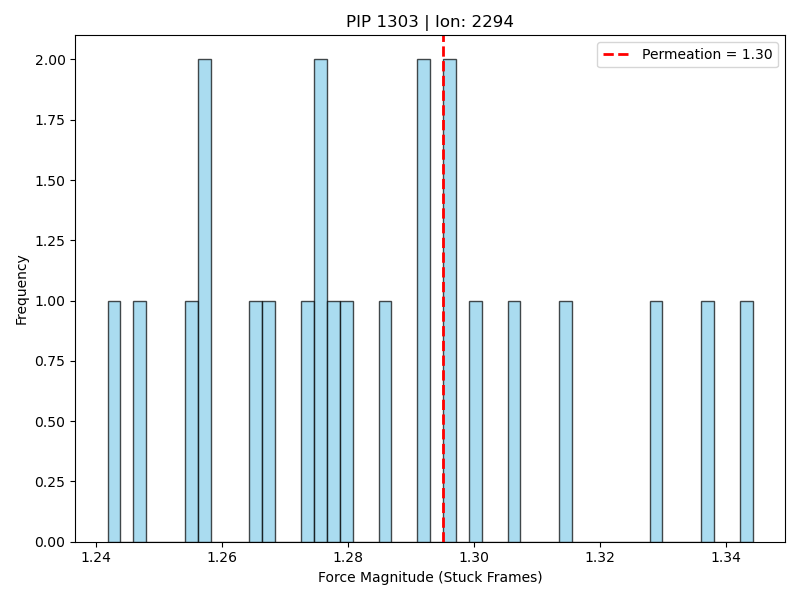 PIP 1303 | Ion: 2294
Permeation = 1.30
Frequency
2.00
1.75
1.50
1.25
1.00
0.75
0.50
0.25
0.00
1.24 1.26 1.28 1.30 1.32 1.34
Force Magnitude (Stuck Frames)